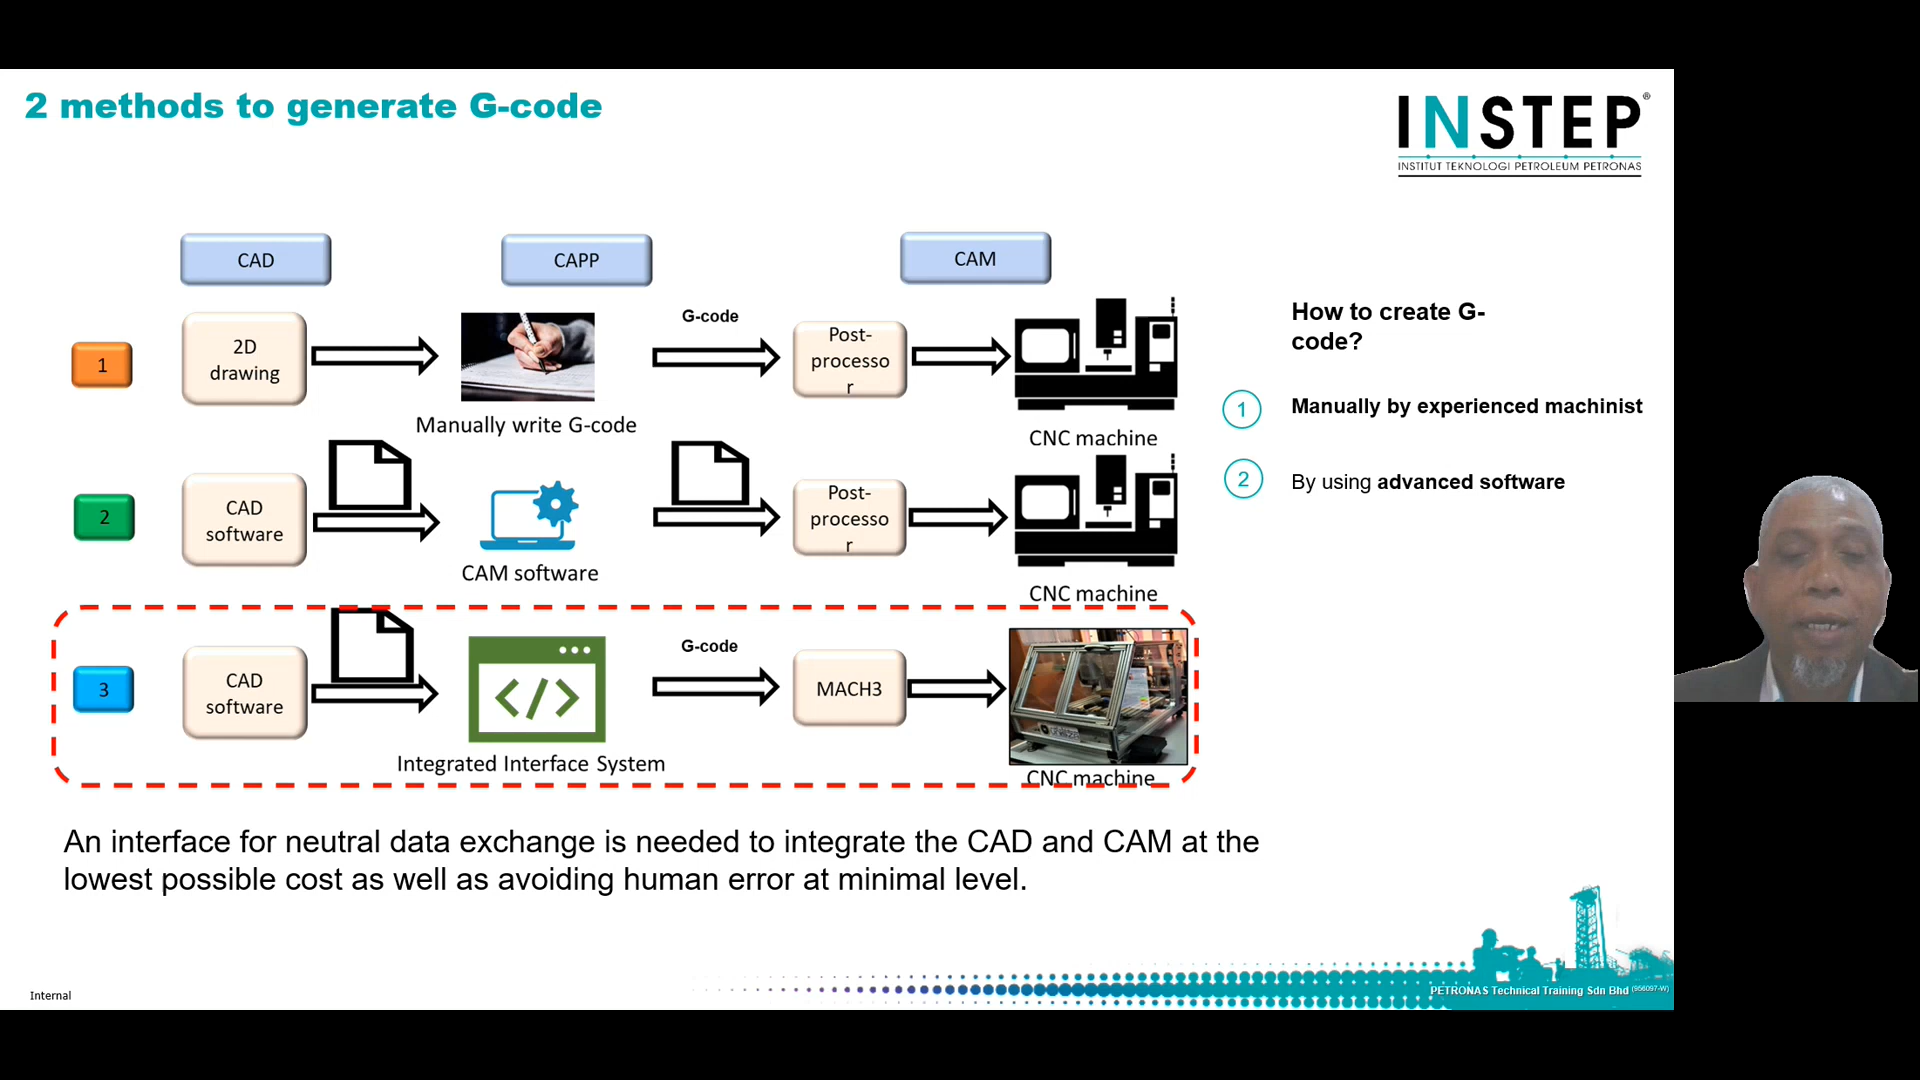 2 methods to generate G-code
INSTEP®
INSTITUT TEKNOLOGI PETROLEUM PETRONAS
CAD
CAPP
CAM
1
2D
drawing
Manually write G-code
G-code
Post-
processo
r
CNC machine
2
CAD
software
CAM software
Post-
processo
r
CNC machine
3
CAD
software
Integrated Interface System
G-code
MACH3
CNC machine
How to create G-
code?
1 Manually by experienced machinist
2 By using advanced software
An interface for neutral data exchange is needed to integrate the CAD and CAM at the
lowest possible cost as well as avoiding human error at minimal level.
Internal
PETRONAS Technical Training Sdn Bhd (956097-W)